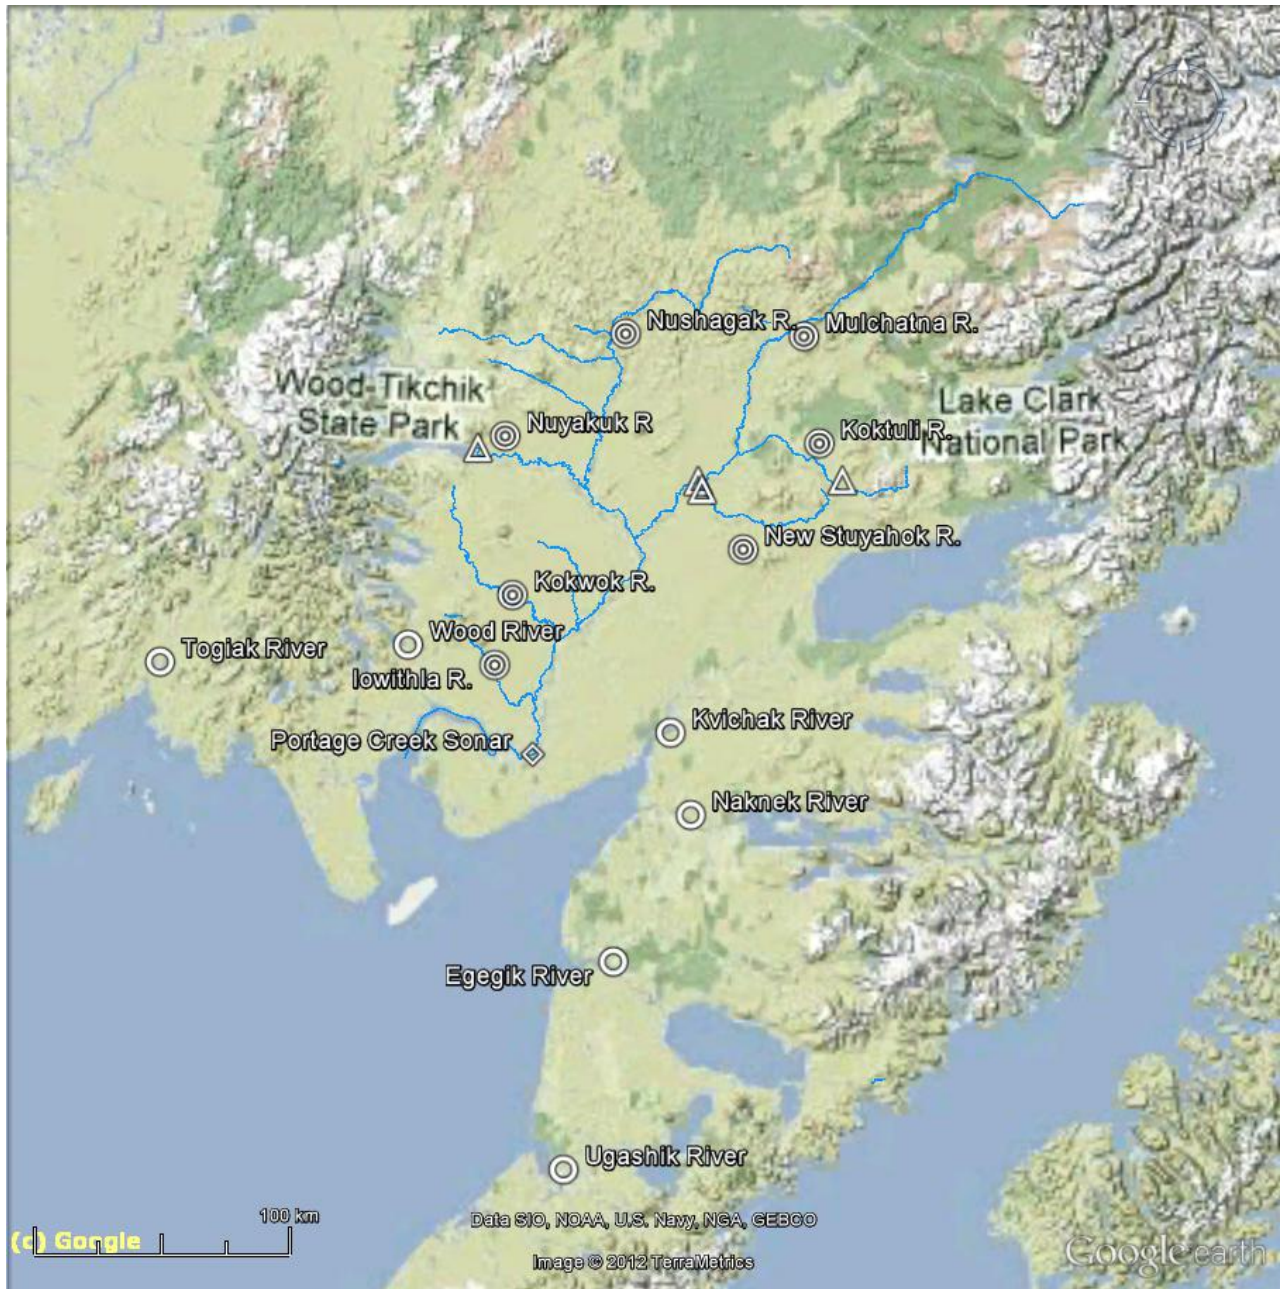 N
Nushagak R.
Mulchatna R.
Wood-Tikchik
State Park
Lake Clark
National Park
Nuyakuk R
Koktuli R.
New Stuyahok R.
Kokwok R.
Wood River
Togiak River
Iowithla R.
Kvichak River
Portage Creek Sonar
Naknek River
Egegik River
Ugashik River
100 km
Data SIO, NOAA, U.S. Navy, NGA, GEBCO
(c) Google
Image © 2012 TerraMetrics
Google earth